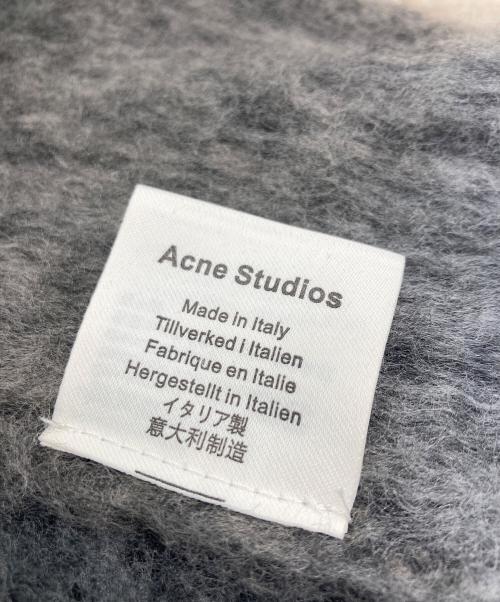 Acne Studios
Made in Italy
Tillverked i Italien
Fabrique en Italie
Hergestellt in Italien
イタリア製
意大利制造